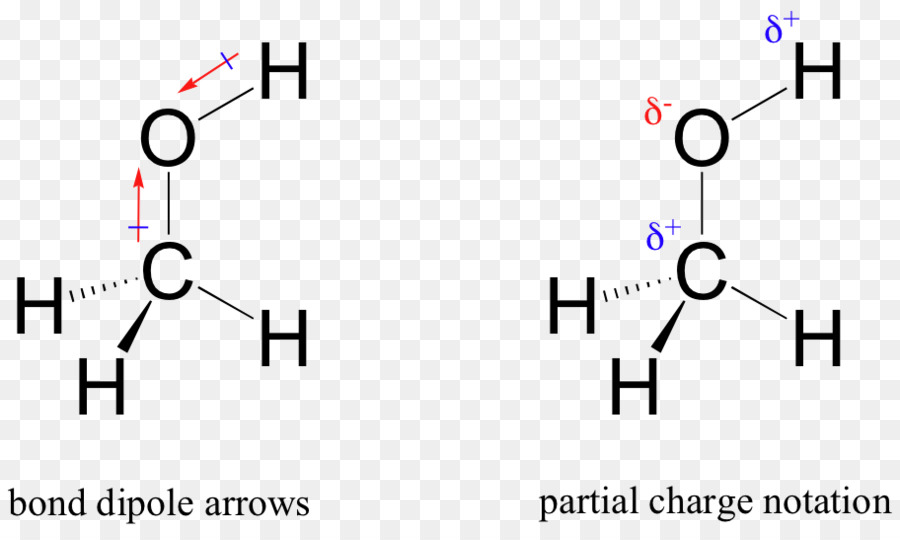 H
O
C
H
H
H
bond dipole arrows
δ+
H
δ-
O
δ+
C
H
H
H
partial charge notation